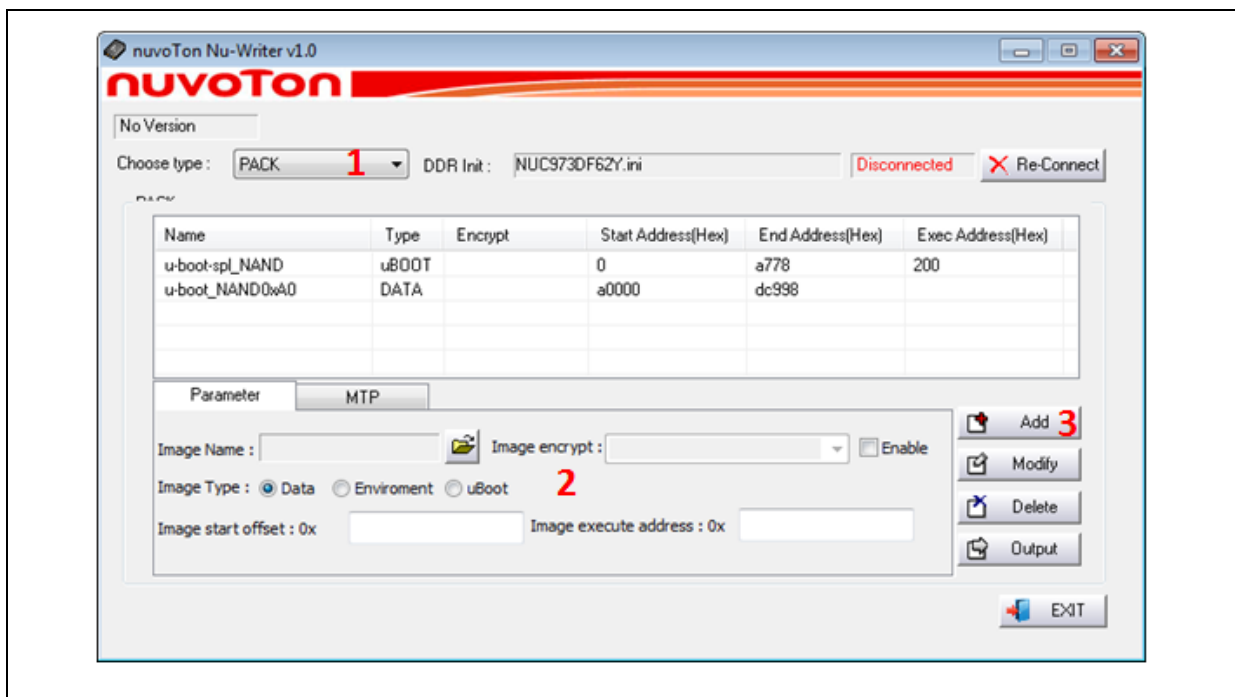 nuvoTon Nu-Writer v1.0
nuvoTon
No Version
Choose type : PACK 1 DDR Init : NUC973DF62Y.ini Disconnected Re-Connect
PACK
Name Type Encrypt Start Address(Hex) End Address(Hex) Exec Address(Hex)
u-boot-spl_NAND uBOOT 0 a778 200
u-boot_NAND0xA0 DATA a0000 dc998
Parameter MTP
Add 3
Image Name : Image encrypt : Enable
Modify
Image Type : Data Enviroment uBoot 2
Delete
Image start offset : 0x Image execute address : 0x
Output
EXIT